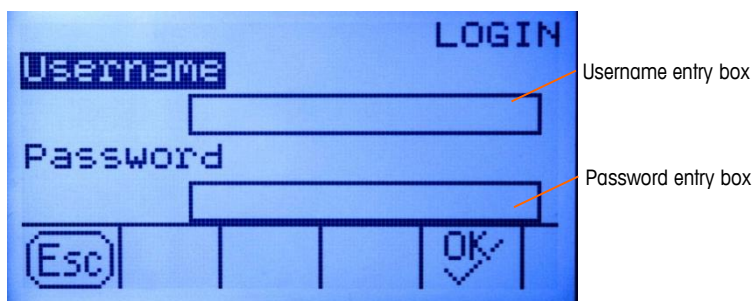 LOGIN
Username
Username entry box
Password
Password entry box
Esc
OK